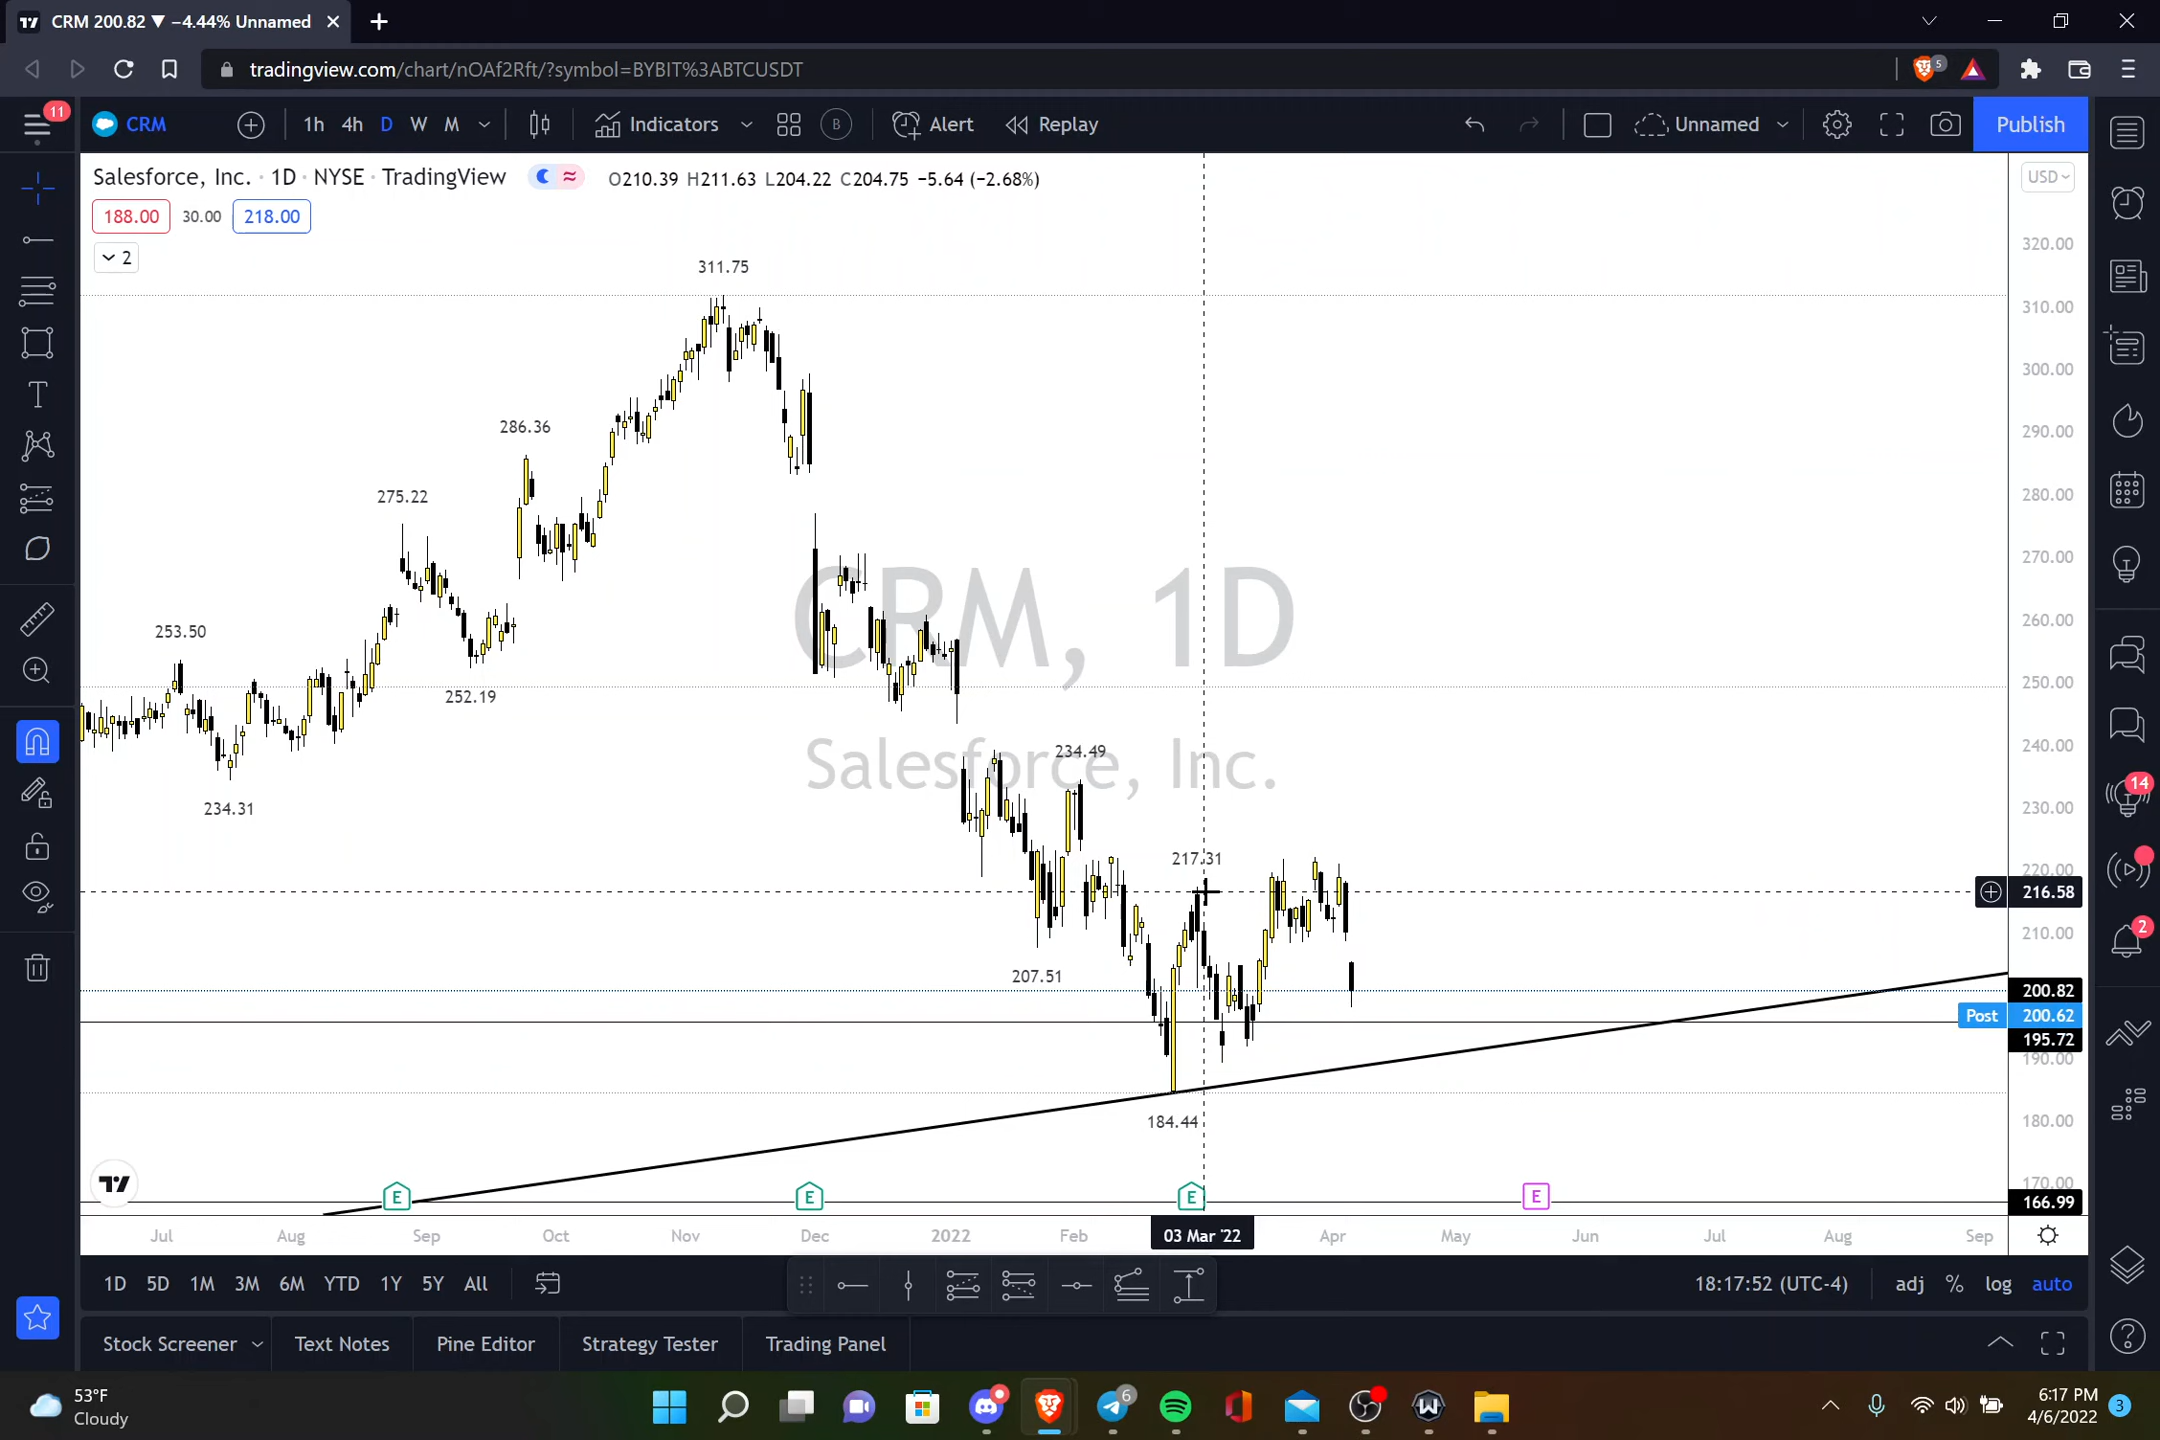 CRM 200.82 ▼ −4.44% Unnamed
tradingview.com/chart/nOAf2Rft/?symbol=BYBIT%3ABTCUSDT
5
11
CRM
1h 4h D W M
Indicators
B
Alert
Replay
Unnamed
Publish
Salesforce, Inc. · 1D · NYSE · TradingView
O210.39 H211.63 L204.22 C204.75 −5.64 (−2.68%)
USD
188.00 30.00 218.00
2
320.00
311.75
310.00
300.00
286.36
290.00
275.22
280.00
270.00
CRM, 1D
253.50
260.00
252.19
250.00
234.49
240.00
Salesforce, Inc.
234.31
230.00
14
217.31
220.00
216.58
210.00
2
207.51
200.82
Post 200.62
195.72
190.00
184.44
180.00
170.00
166.99
E E E E
Jul Aug Sep Oct Nov Dec 2022 Feb 03 Mar '22 Apr May Jun Jul Aug Sep
1D 5D 1M 3M 6M YTD 1Y 5Y All
18:17:52 (UTC-4) adj % log auto
Stock Screener Text Notes Pine Editor Strategy Tester Trading Panel
53°F
Cloudy
6
6:17 PM
4/6/2022
3